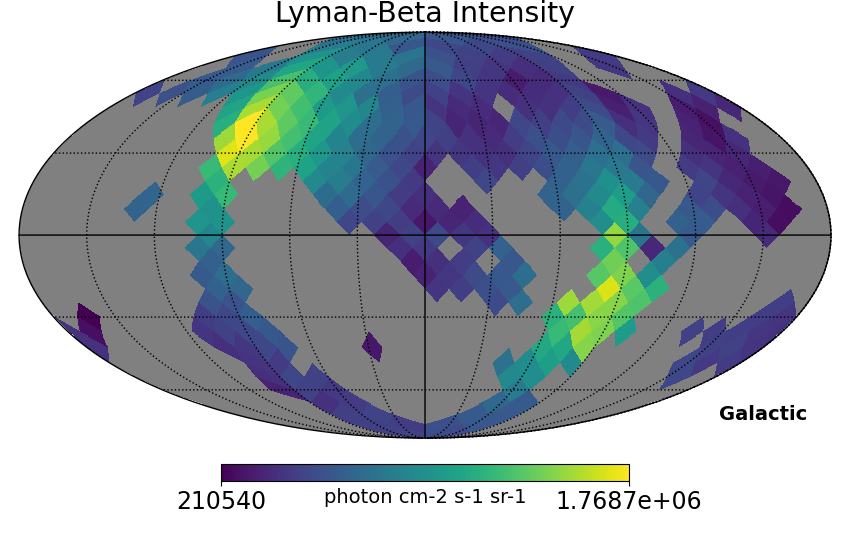 Lyman-Beta Intensity
Galactic
210540 photon cm-2 s-1 sr-1 1.7687e+06